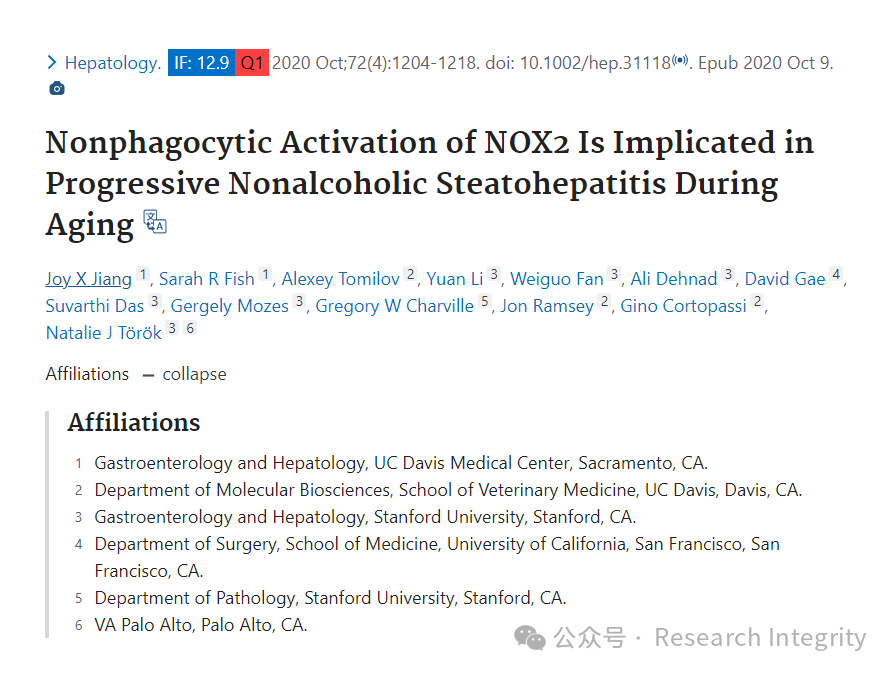 Hepatology. IF: 12.9 Q1 2020 Oct;72(4):1204-1218. doi: 10.1002/hep.31118. Epub 2020 Oct 9.
Nonphagocytic Activation of NOX2 Is Implicated in
Progressive Nonalcoholic Steatohepatitis During
Aging
Joy X Jiang 1, Sarah R Fish 1, Alexey Tomilov 2, Yuan Li 3, Weiguo Fan 3, Ali Dehnad 3, David Gae 4,
Suvarthi Das 3, Gergely Mozes 3, Gregory W Charville 5, Jon Ramsey 2, Gino Cortopassi 2,
Natalie J Török 3 6
Affiliations — collapse
Affiliations
1 Gastroenterology and Hepatology, UC Davis Medical Center, Sacramento, CA.
2 Department of Molecular Biosciences, School of Veterinary Medicine, UC Davis, Davis, CA.
3 Gastroenterology and Hepatology, Stanford University, Stanford, CA.
4 Department of Surgery, School of Medicine, University of California, San Francisco, San
Francisco, CA.
5 Department of Pathology, Stanford University, Stanford, CA.
6 VA Palo Alto, Palo Alto, CA.
公众号 · Research Integrity